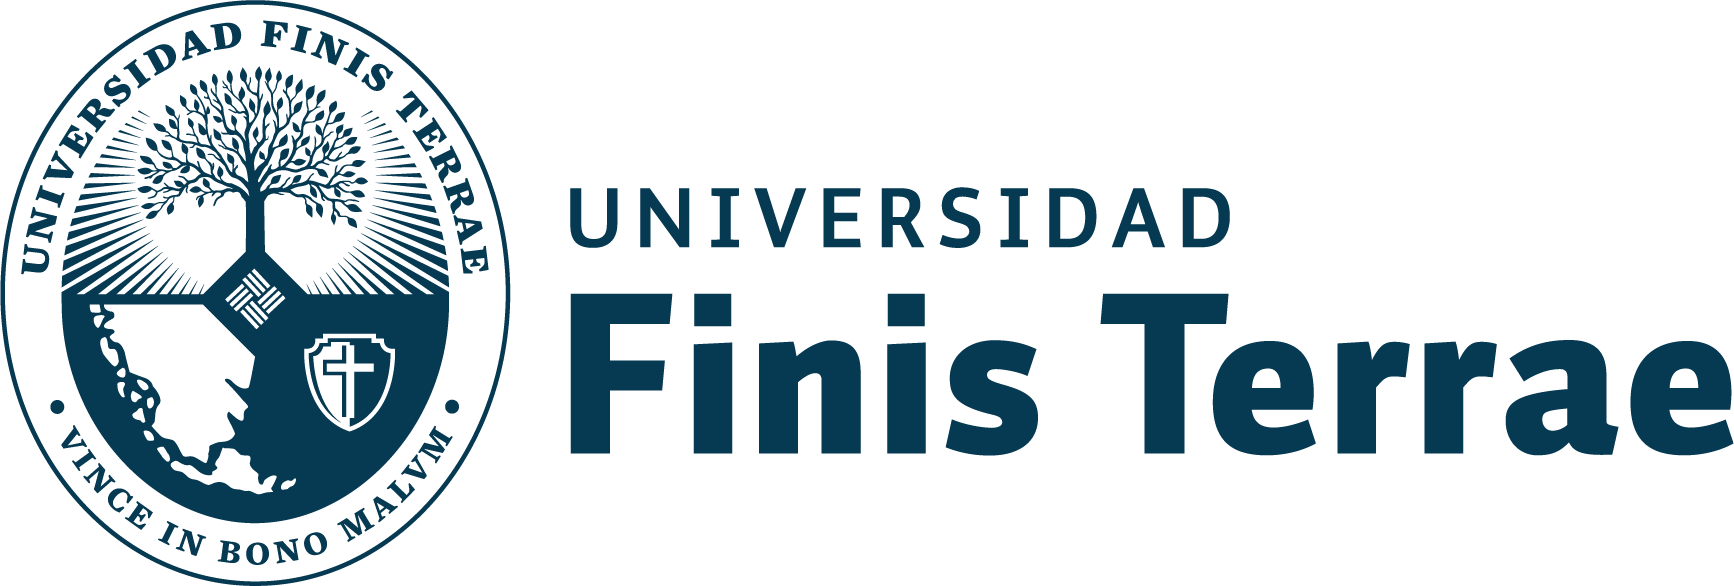 UNIVERSIDAD FINIS TERRAE
· VINCE IN BONO MALVM ·
UNIVERSIDAD
Finis Terrae